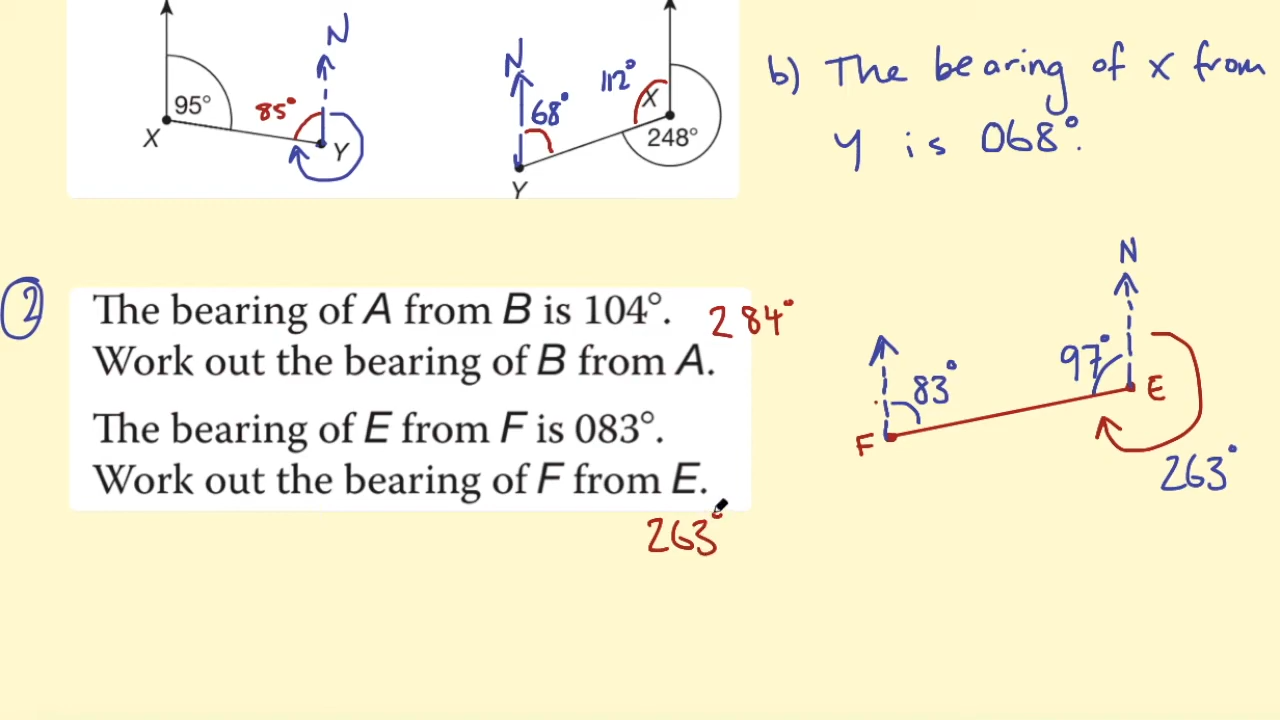 N
95°
85°
X
Y
N
68°
112°
X
248°
Y
b) The bearing of x from
y is 068°.
2
The bearing of A from B is 104°.
284°
Work out the bearing of B from A.
The bearing of E from F is 083°.
Work out the bearing of F from E.
263°
N
83°
97°
E
F
263°